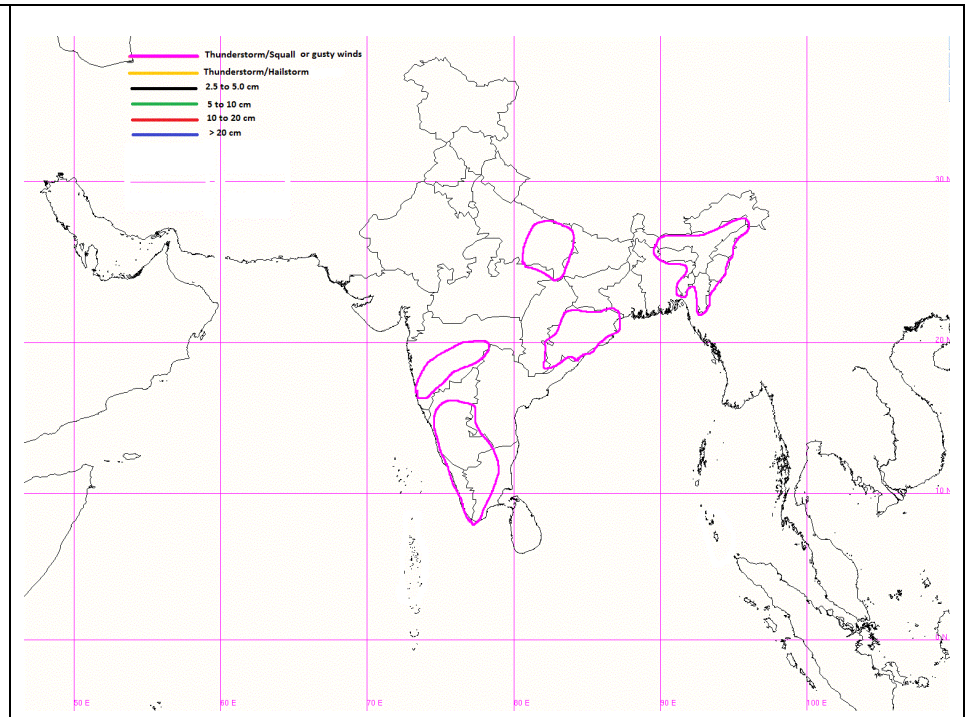 Thunderstorm/Squall or gusty winds
Thunderstorm/Hailstorm
2.5 to 5.0 cm
5 to 10 cm
10 to 20 cm
> 20 cm
30 N
20 N
10 N
50 E
60 E
70 E
80 E
90 E
100 E